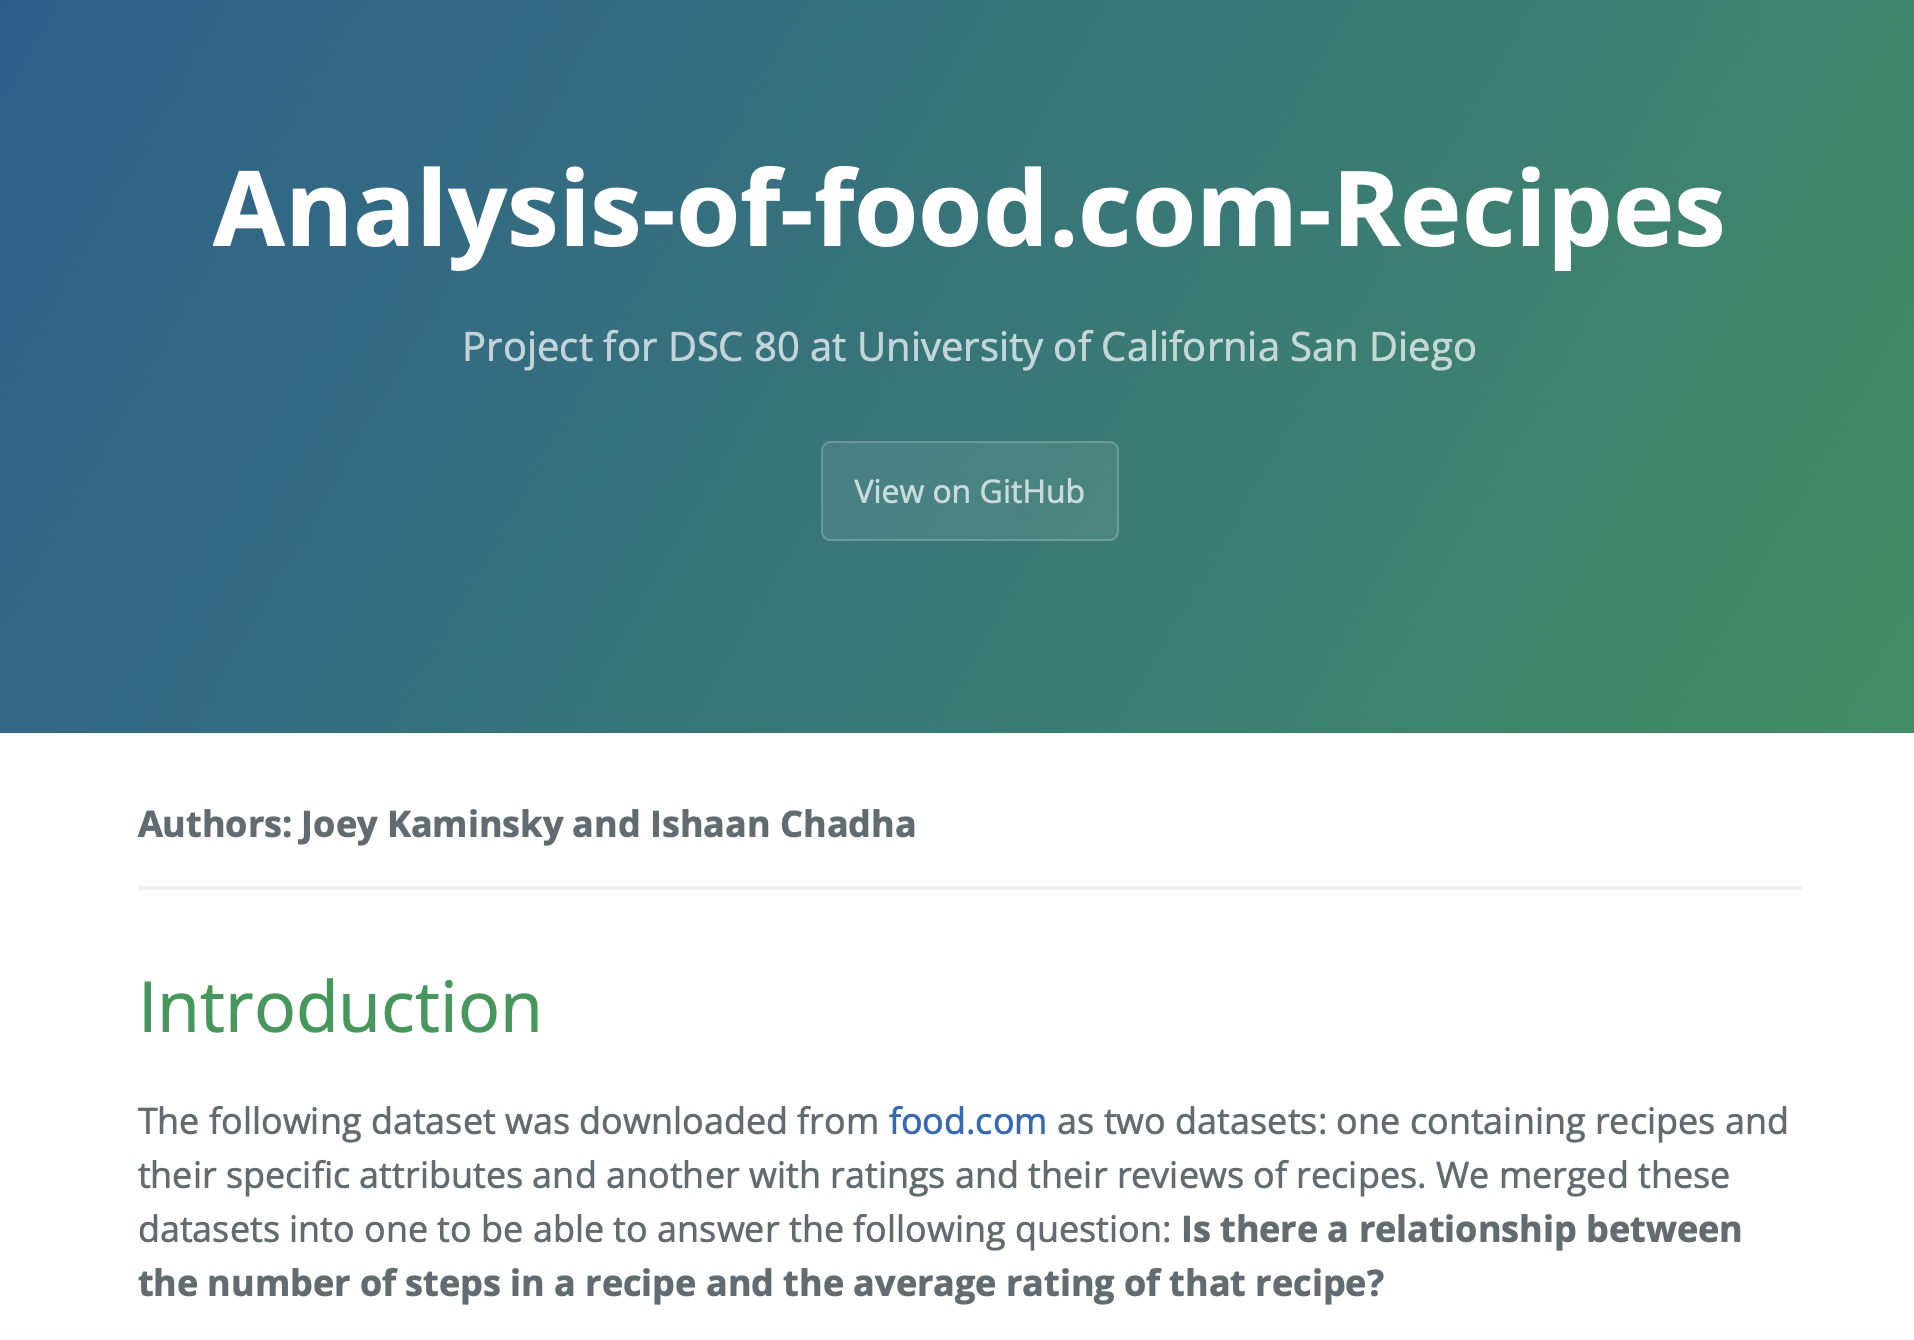 Analysis-of-food.com-Recipes
Project for DSC 80 at University of California San Diego
View on GitHub
Authors: Joey Kaminsky and Ishaan Chadha
Introduction
The following dataset was downloaded from food.com as two datasets: one containing recipes and
their specific attributes and another with ratings and their reviews of recipes. We merged these
datasets into one to be able to answer the following question: Is there a relationship between
the number of steps in a recipe and the average rating of that recipe?